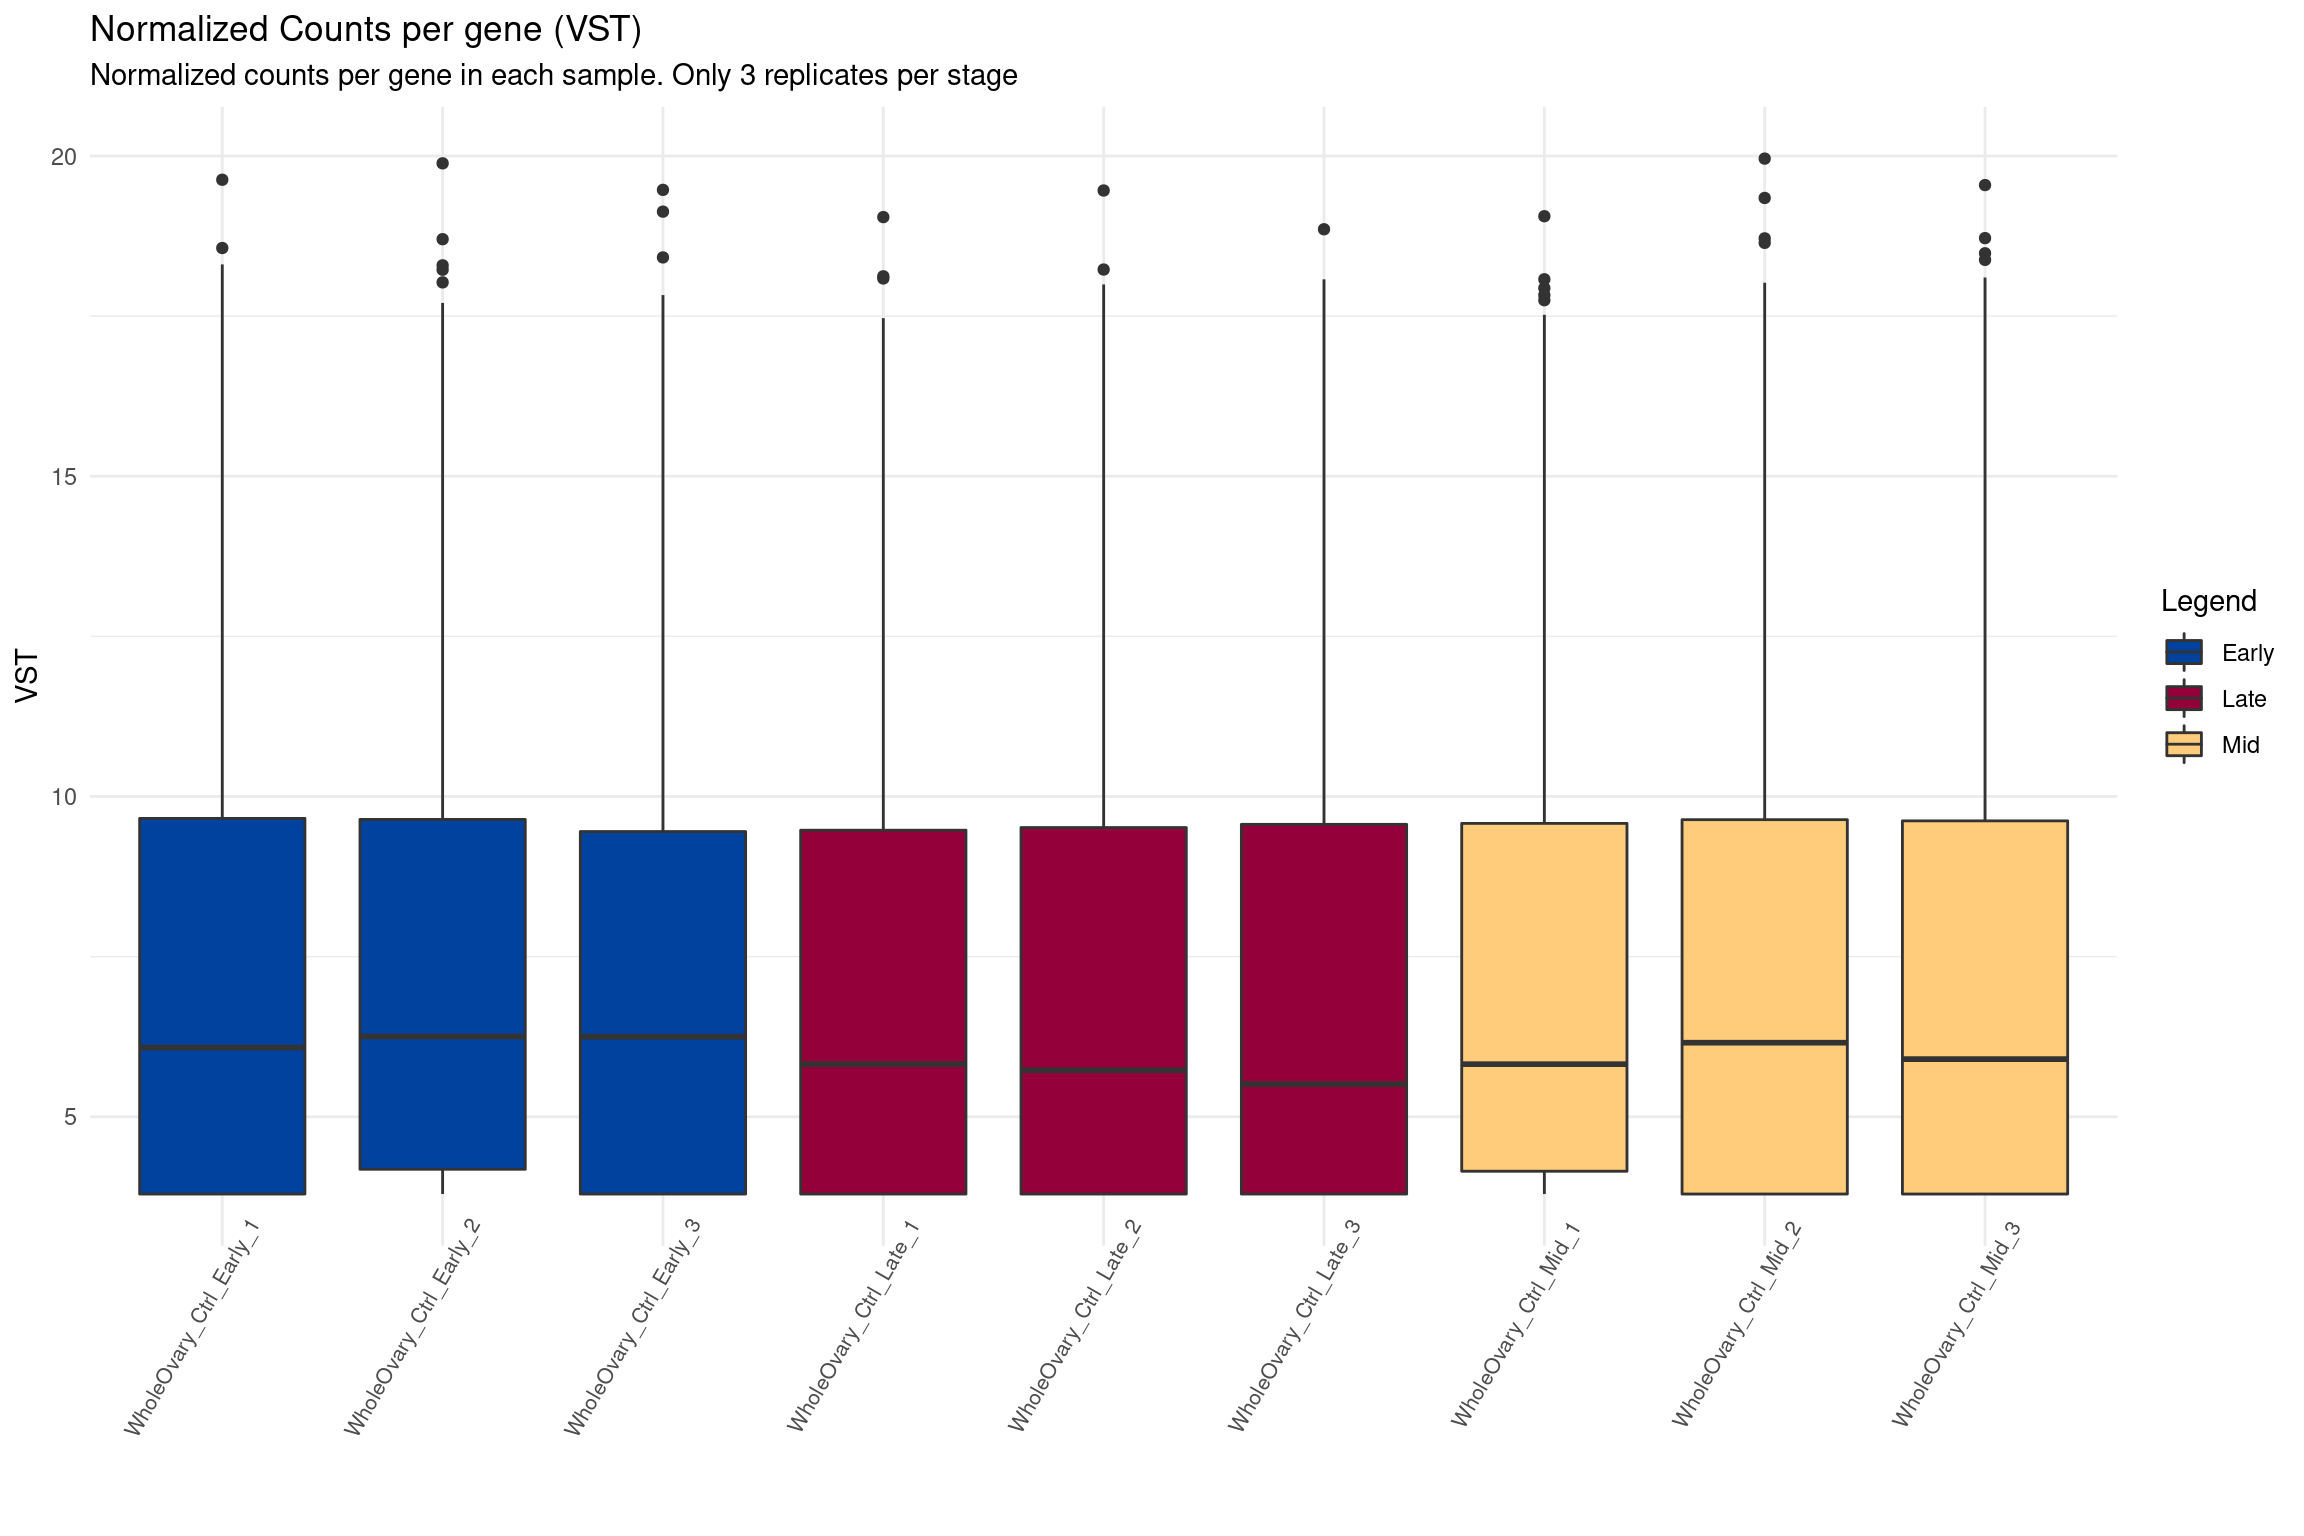 Normalized Counts per gene (VST)
Normalized counts per gene in each sample. Only 3 replicates per stage
20
15
10
5
VST
WholeOvary_Ctrl_Early_1
WholeOvary_Ctrl_Early_2
WholeOvary_Ctrl_Early_3
WholeOvary_Ctrl_Late_1
WholeOvary_Ctrl_Late_2
WholeOvary_Ctrl_Late_3
WholeOvary_Ctrl_Mid_1
WholeOvary_Ctrl_Mid_2
WholeOvary_Ctrl_Mid_3
Legend
Early
Late
Mid